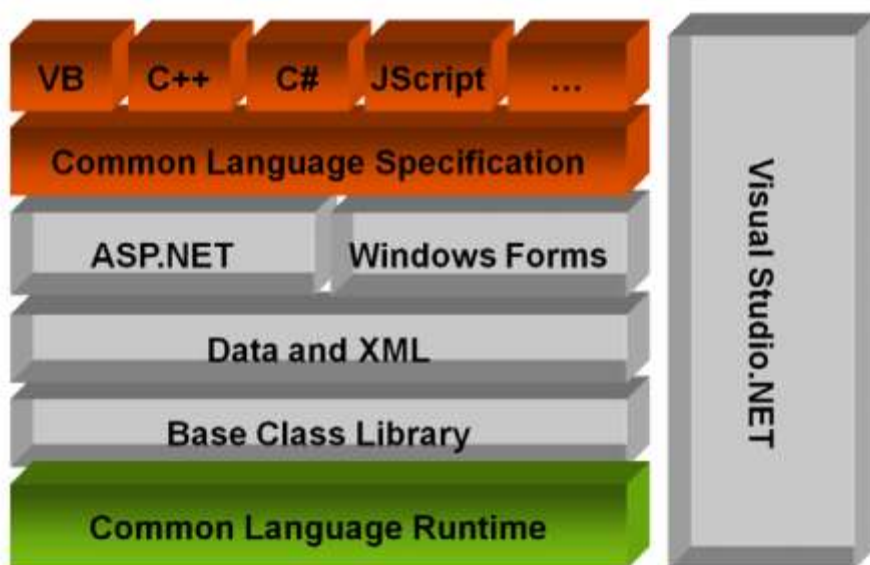 VB C++ C# JScript ...
Common Language Specification
ASP.NET Windows Forms
Data and XML
Base Class Library
Common Language Runtime
Visual Studio.NET